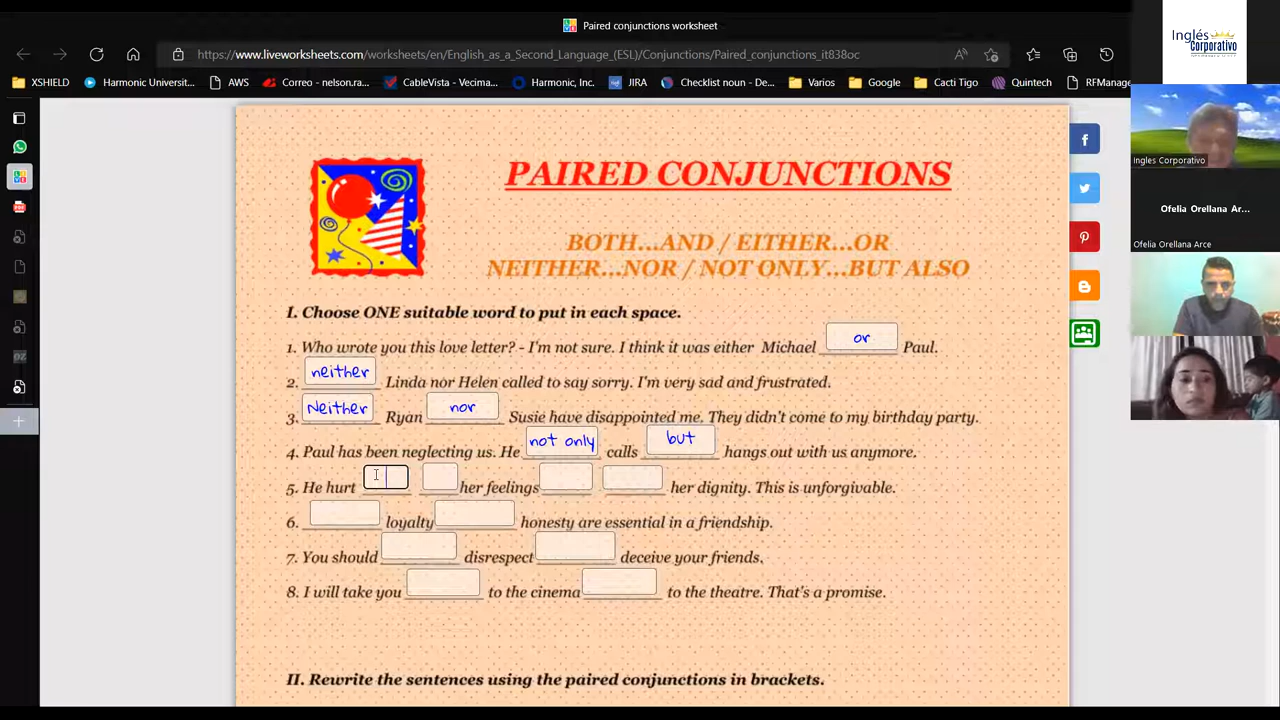 Paired conjunctions worksheet
https://www.liveworksheets.com/worksheets/en/English_as_a_Second_Language_(ESL)/Conjunctions/Paired_conjunctions_it838oc
XSHIELD Harmonic Universit... AWS Correo - nelson.ra... CableVista - Vecima... Harmonic, Inc. JIRA Checklist noun - De... Varios Google Cacti Tigo Quintech RFManage
Inglés
Corporativo
Ingles Corporativo
Ofelia Orellana Ar...
Ofelia Orellana Arce
PAIRED CONJUNCTIONS
BOTH...AND / EITHER...OR
NEITHER...NOR / NOT ONLY...BUT ALSO
I. Choose ONE suitable word to put in each space.
1. Who wrote you this love letter? - I'm not sure. I think it was either Michael or Paul.
2. neither Linda nor Helen called to say sorry. I'm very sad and frustrated.
3. Neither Ryan nor Susie have disappointed me. They didn't come to my birthday party.
4. Paul has been neglecting us. He not only calls but hangs out with us anymore.
5. He hurt her feelings her dignity. This is unforgivable.
6. loyalty honesty are essential in a friendship.
7. You should disrespect deceive your friends.
8. I will take you to the cinema to the theatre. That's a promise.
II. Rewrite the sentences using the paired conjunctions in brackets.